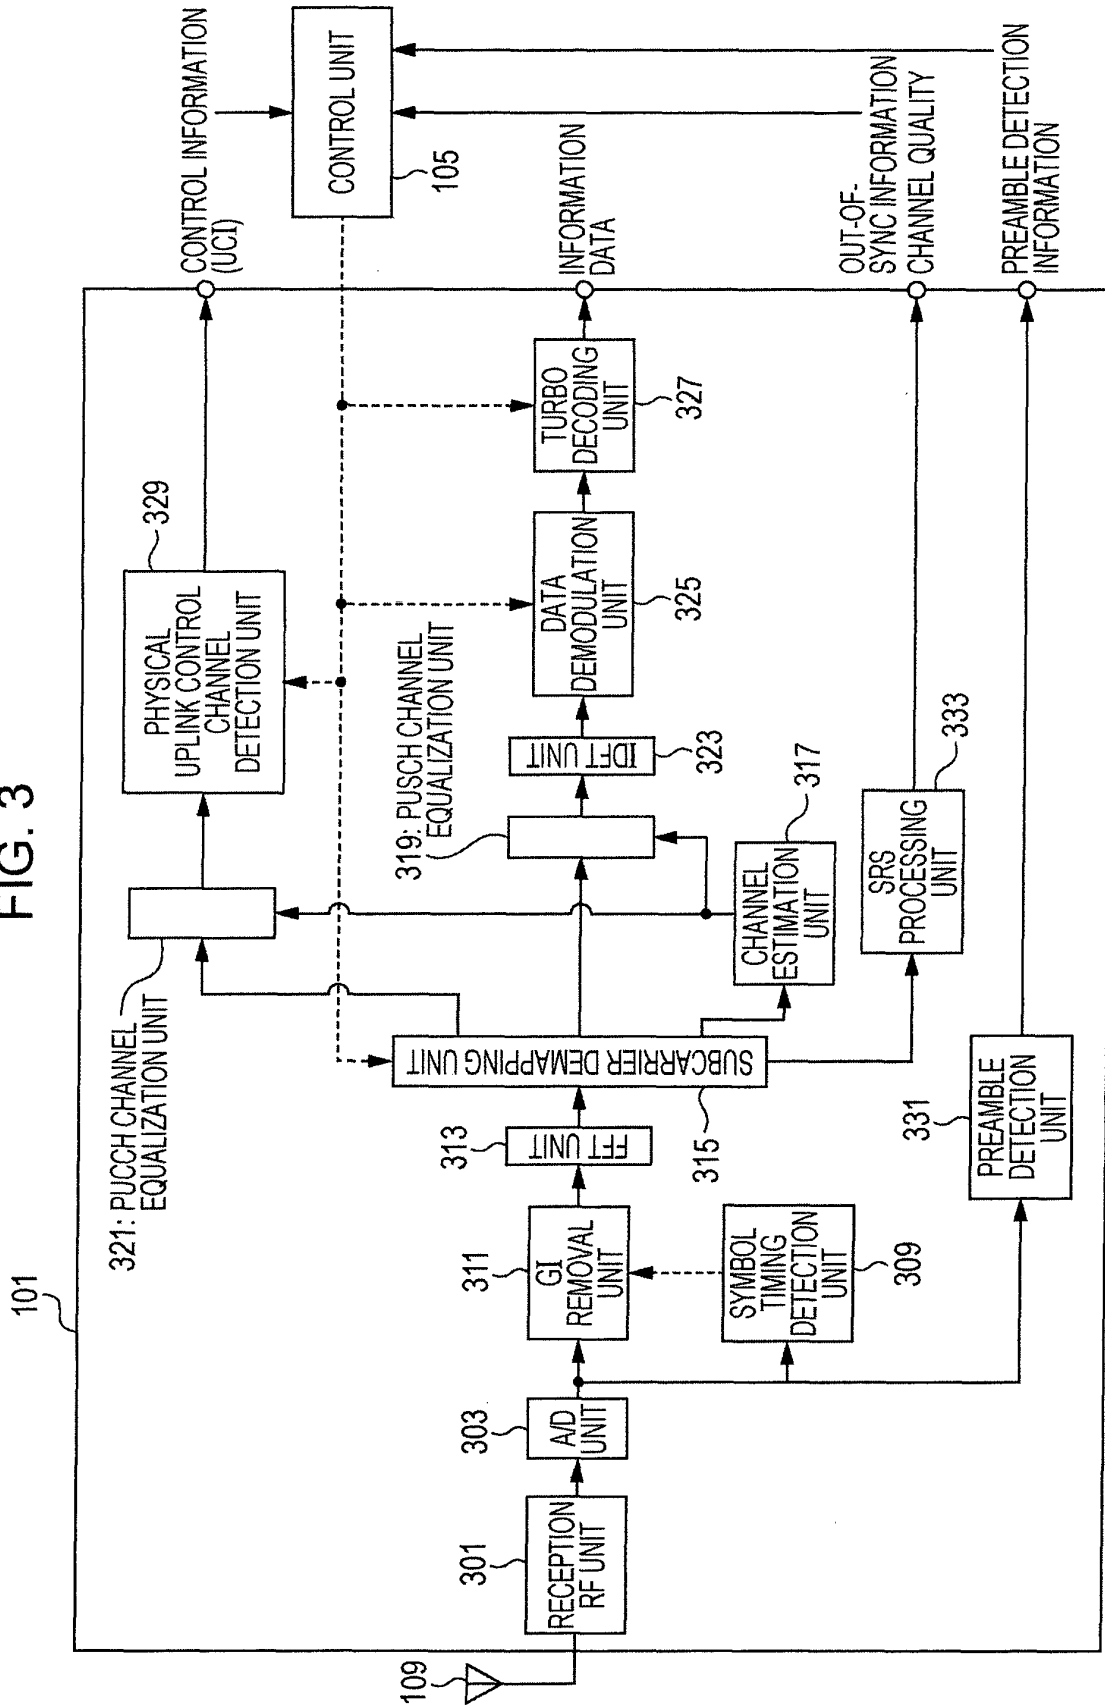 FIG. 3
101
109
301
RECEPTION
RF UNIT
303
A/D
UNIT
311
GI
REMOVAL
UNIT
SYMBOL
TIMING
DETECTION
UNIT
309
313
FFT UNIT
SUBCARRIER DEMAPPING UNIT
315
331
PREAMBLE
DETECTION
UNIT
321: PUCCH CHANNEL
EQUALIZATION UNIT
319: PUSCH CHANNEL
EQUALIZATION UNIT
CHANNEL
ESTIMATION
UNIT
317
SRS
PROCESSING
UNIT
333
IDFT UNIT
323
PHYSICAL
UPLINK CONTROL
CHANNEL
DETECTION UNIT
329
DATA
DEMODULATION
UNIT
325
TURBO
DECODING
UNIT
327
CONTROL INFORMATION
(UCI)
CONTROL UNIT
105
INFORMATION
DATA
OUT-OF-
SYNC INFORMATION
CHANNEL QUALITY
PREAMBLE DETECTION
INFORMATION